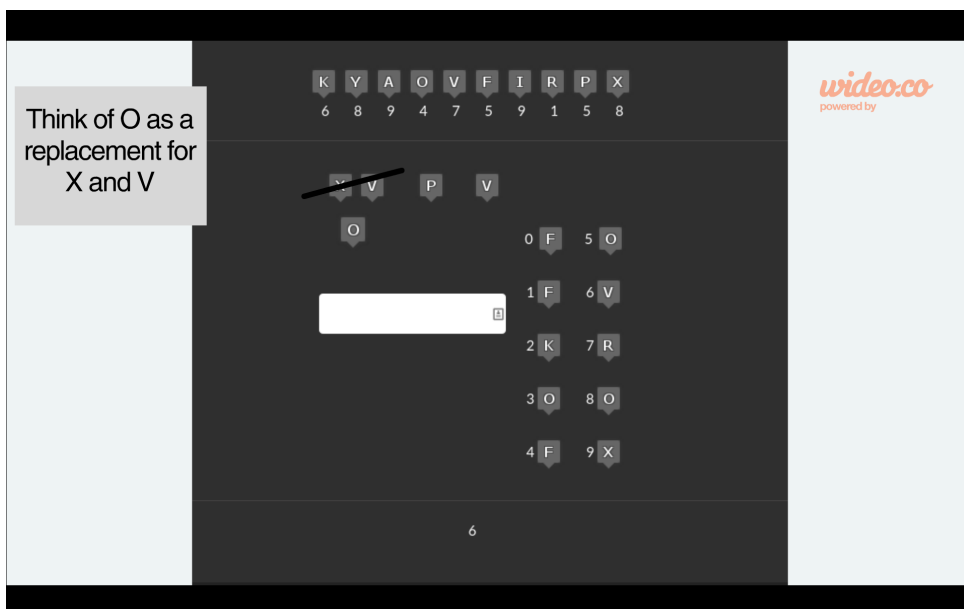 K Y A O V F I R P X
6 8 9 4 7 5 9 1 5 8
Think of O as a
replacement for
X and V
wideo.co
powered by
X V P V
O
0 F 5 O
1 F 6 V
2 K 7 R
3 O 8 O
4 F 9 X
6